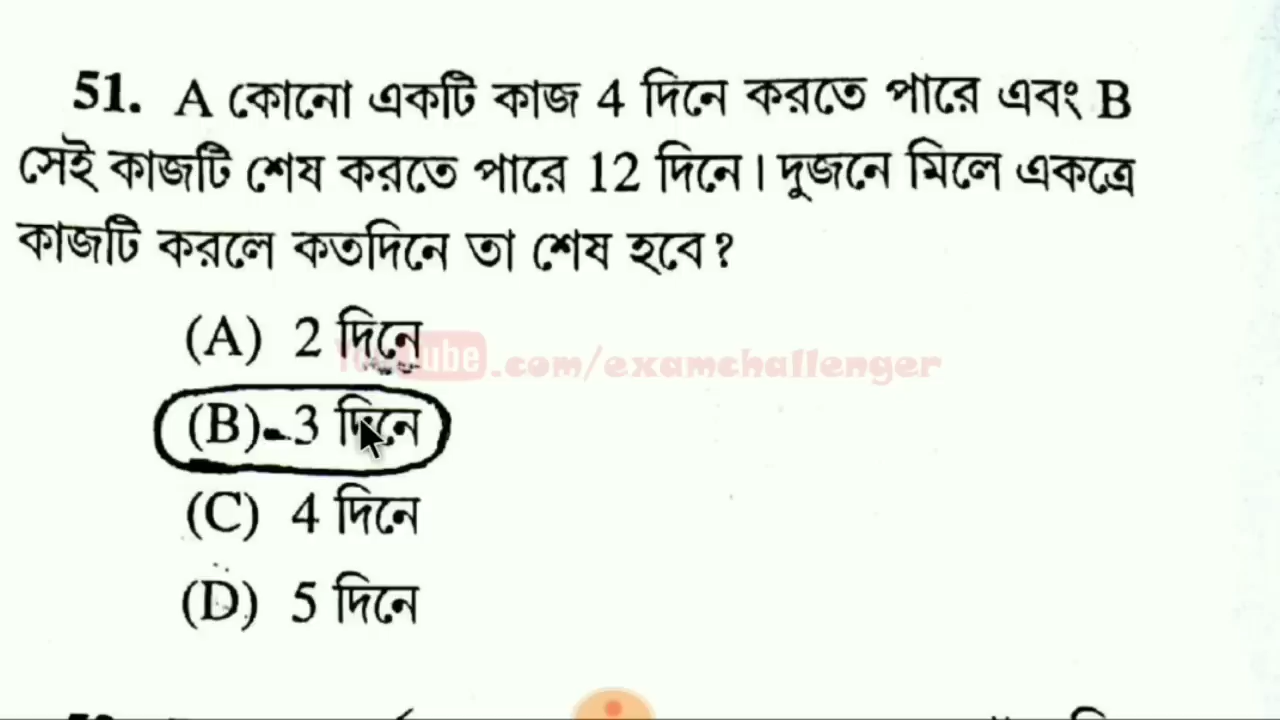 51. A কোনো একটি কাজ 4 দিনে করতে পারে এবং B
সেই কাজটি শেষ করতে পারে 12 দিনে। দুজনে মিলে একত্রে
কাজটি করলে কতদিনে তা শেষ হবে?
(A) 2 দিনে
YouTube.com/examchallenger
(B) 3 দিনে
(C) 4 দিনে
(D) 5 দিনে